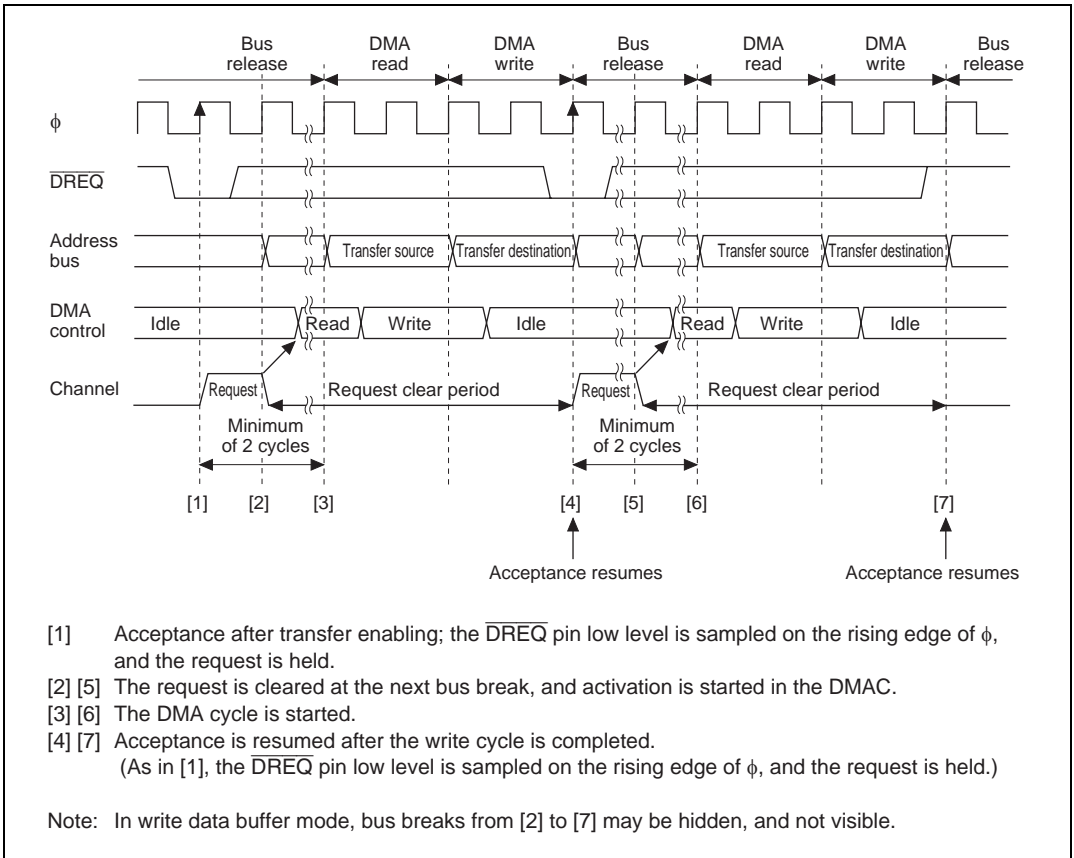 Bus release DMA read DMA write Bus release DMA read DMA write Bus release
φ
DREQ
Address bus Transfer source Transfer destination Transfer source Transfer destination
DMA control Idle Read Write Idle Read Write Idle
Channel Request Request clear period Request Request clear period
Minimum of 2 cycles Minimum of 2 cycles
[1] [2] [3] [4] [5] [6] [7]
Acceptance resumes Acceptance resumes
[1] Acceptance after transfer enabling; the DREQ pin low level is sampled on the rising edge of φ,
and the request is held.
[2] [5] The request is cleared at the next bus break, and activation is started in the DMAC.
[3] [6] The DMA cycle is started.
[4] [7] Acceptance is resumed after the write cycle is completed.
(As in [1], the DREQ pin low level is sampled on the rising edge of φ, and the request is held.)
Note: In write data buffer mode, bus breaks from [2] to [7] may be hidden, and not visible.